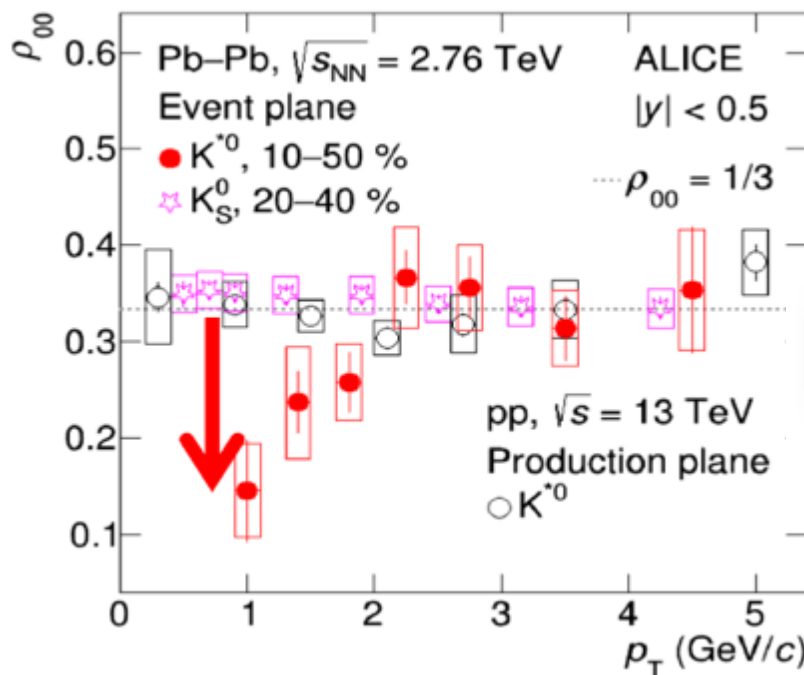 ρ₀₀
0.6
0.5
0.4
0.3
0.2
0.1
Pb–Pb, √sNN = 2.76 TeV
Event plane
K*0, 10–50 %
K0S, 20–40 %
ALICE
|y| < 0.5
ρ₀₀ = 1/3
pp, √s = 13 TeV
Production plane
K*0
0 1 2 3 4 5
pT (GeV/c)